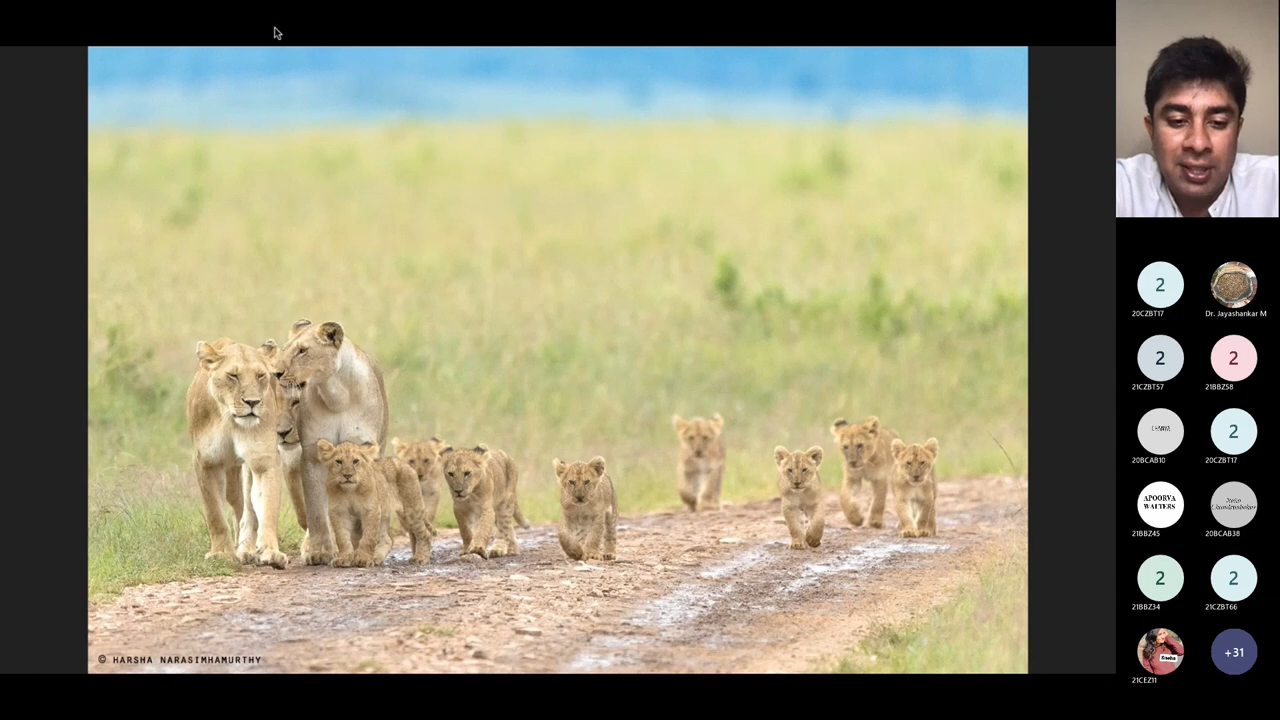 © HARSHA NARASIMHAMURTHY
2
20CZBT17
Dr. Jayashankar M
2
21CZBT57
2
21BBZ58
20BCAB10
2
20CZBT17
APOORVA
WALTERS
21BBZ45
20BCAB38
2
21BBZ34
2
21CZBT66
Sneha
21CEZ11
+31